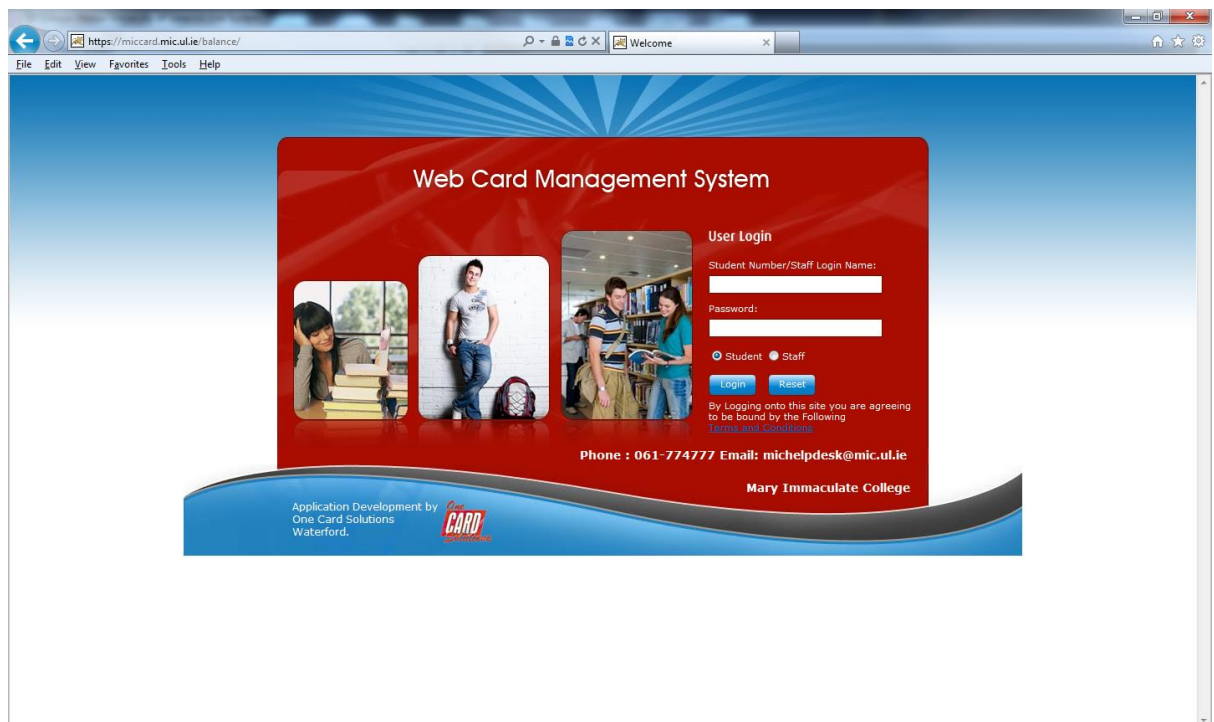 https://miccard.mic.ul.ie/balance/
Welcome
File Edit View Favorites Tools Help
Web Card Management System
User Login
Student Number/Staff Login Name:
Password:
Student Staff
Login Reset
By Logging onto this site you are agreeing
to be bound by the Following
Terms and Conditions
Phone : 061-774777 Email: michelpdesk@mic.ul.ie
Mary Immaculate College
Application Development by
One Card Solutions
Waterford.
One
CARD
Solutions